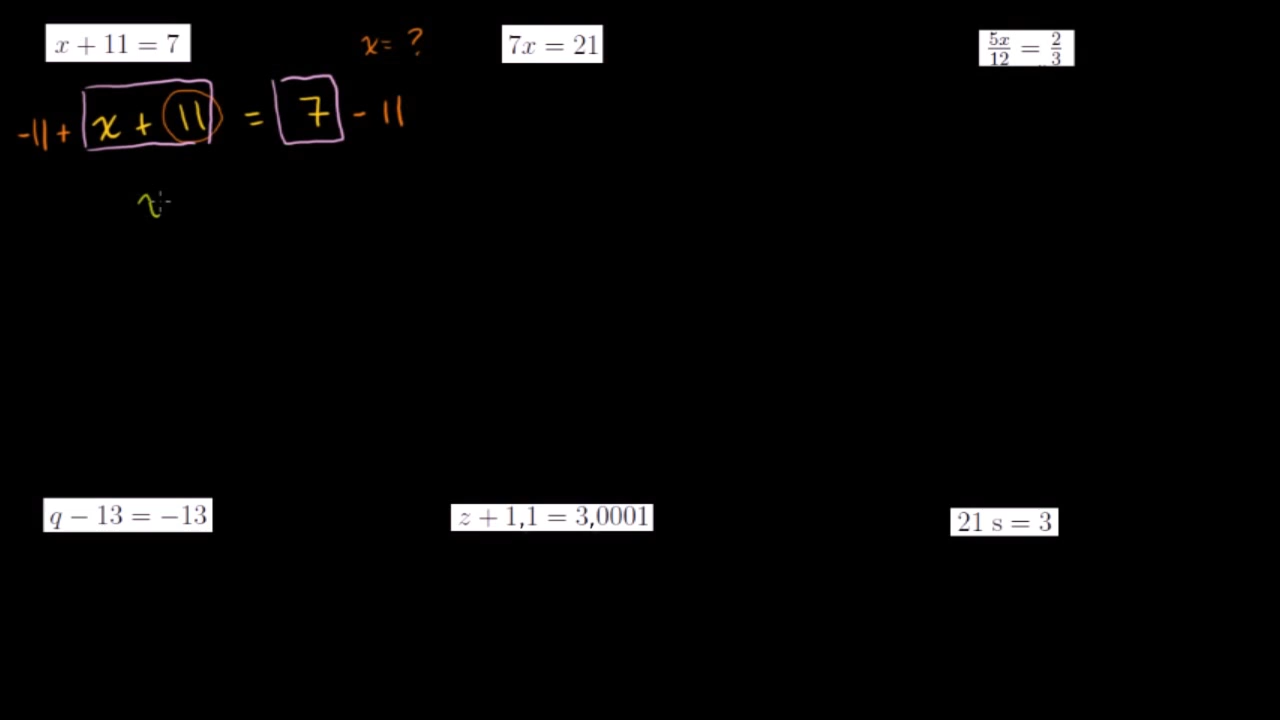 x + 11 = 7
x = ?
7x = 21
5x/12 = 2/3
-11 + x + 11 = 7 - 11
x
q − 13 = −13
z + 1,1 = 3,0001
21 s = 3